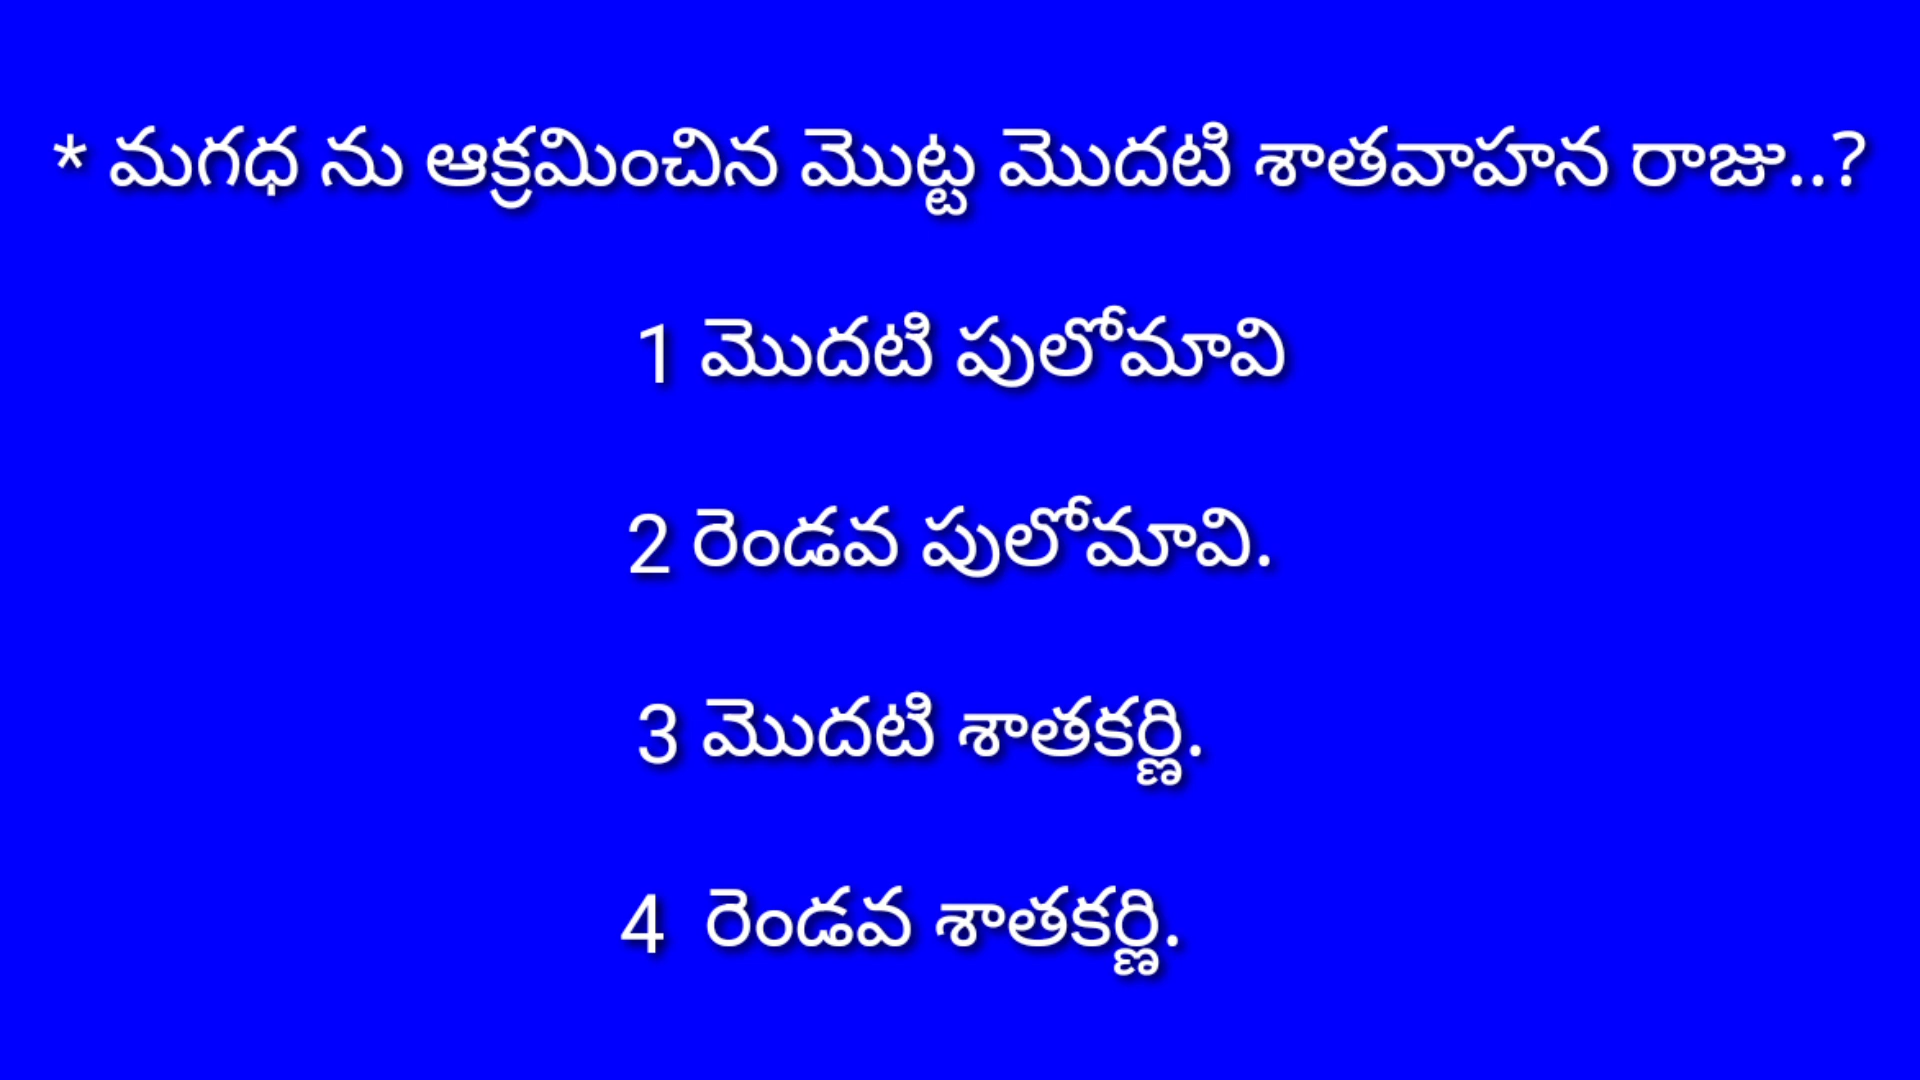 * మగధ ను ఆక్రమించిన మొట్ట మొదటి శాతవాహన రాజు..?
1 మొదటి పులోమావి
2 రెండవ పులోమావి.
3 మొదటి శాతకర్ణి.
4 రెండవ శాతకర్ణి.